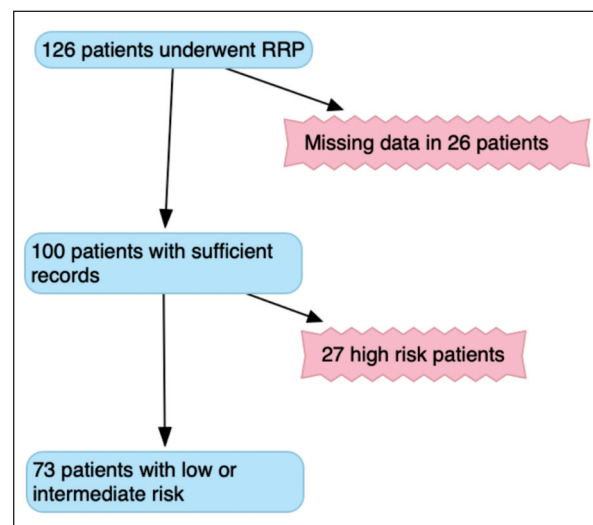 126 patients underwent RRP
Missing data in 26 patients
100 patients with sufficient
records
27 high risk patients
73 patients with low or
intermediate risk